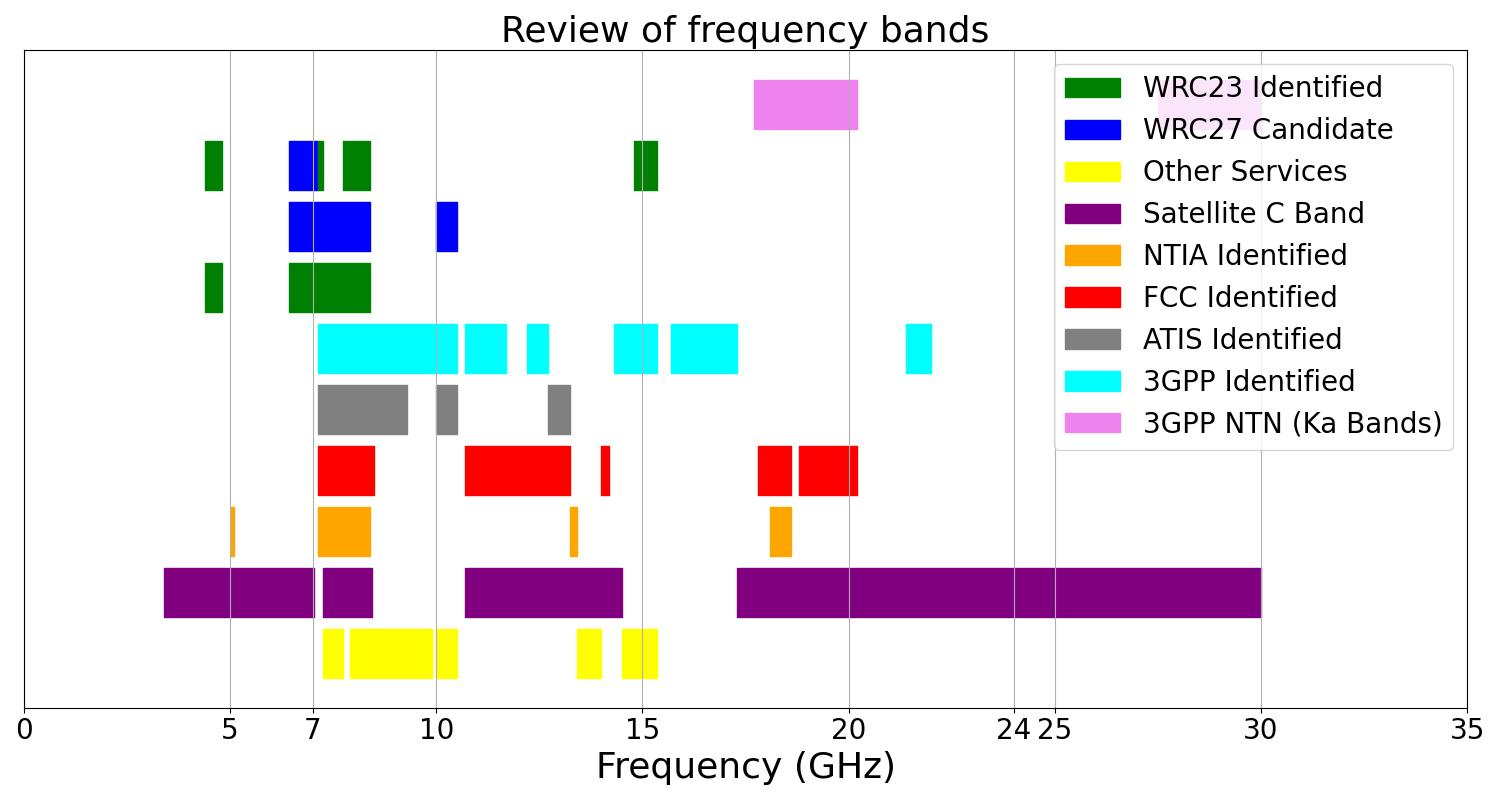 Review of frequency bands
WRC23 Identified
WRC27 Candidate
Other Services
Satellite C Band
NTIA Identified
FCC Identified
ATIS Identified
3GPP Identified
3GPP NTN (Ka Bands)
0 5 7 10 15 20 24 25 30 35
Frequency (GHz)